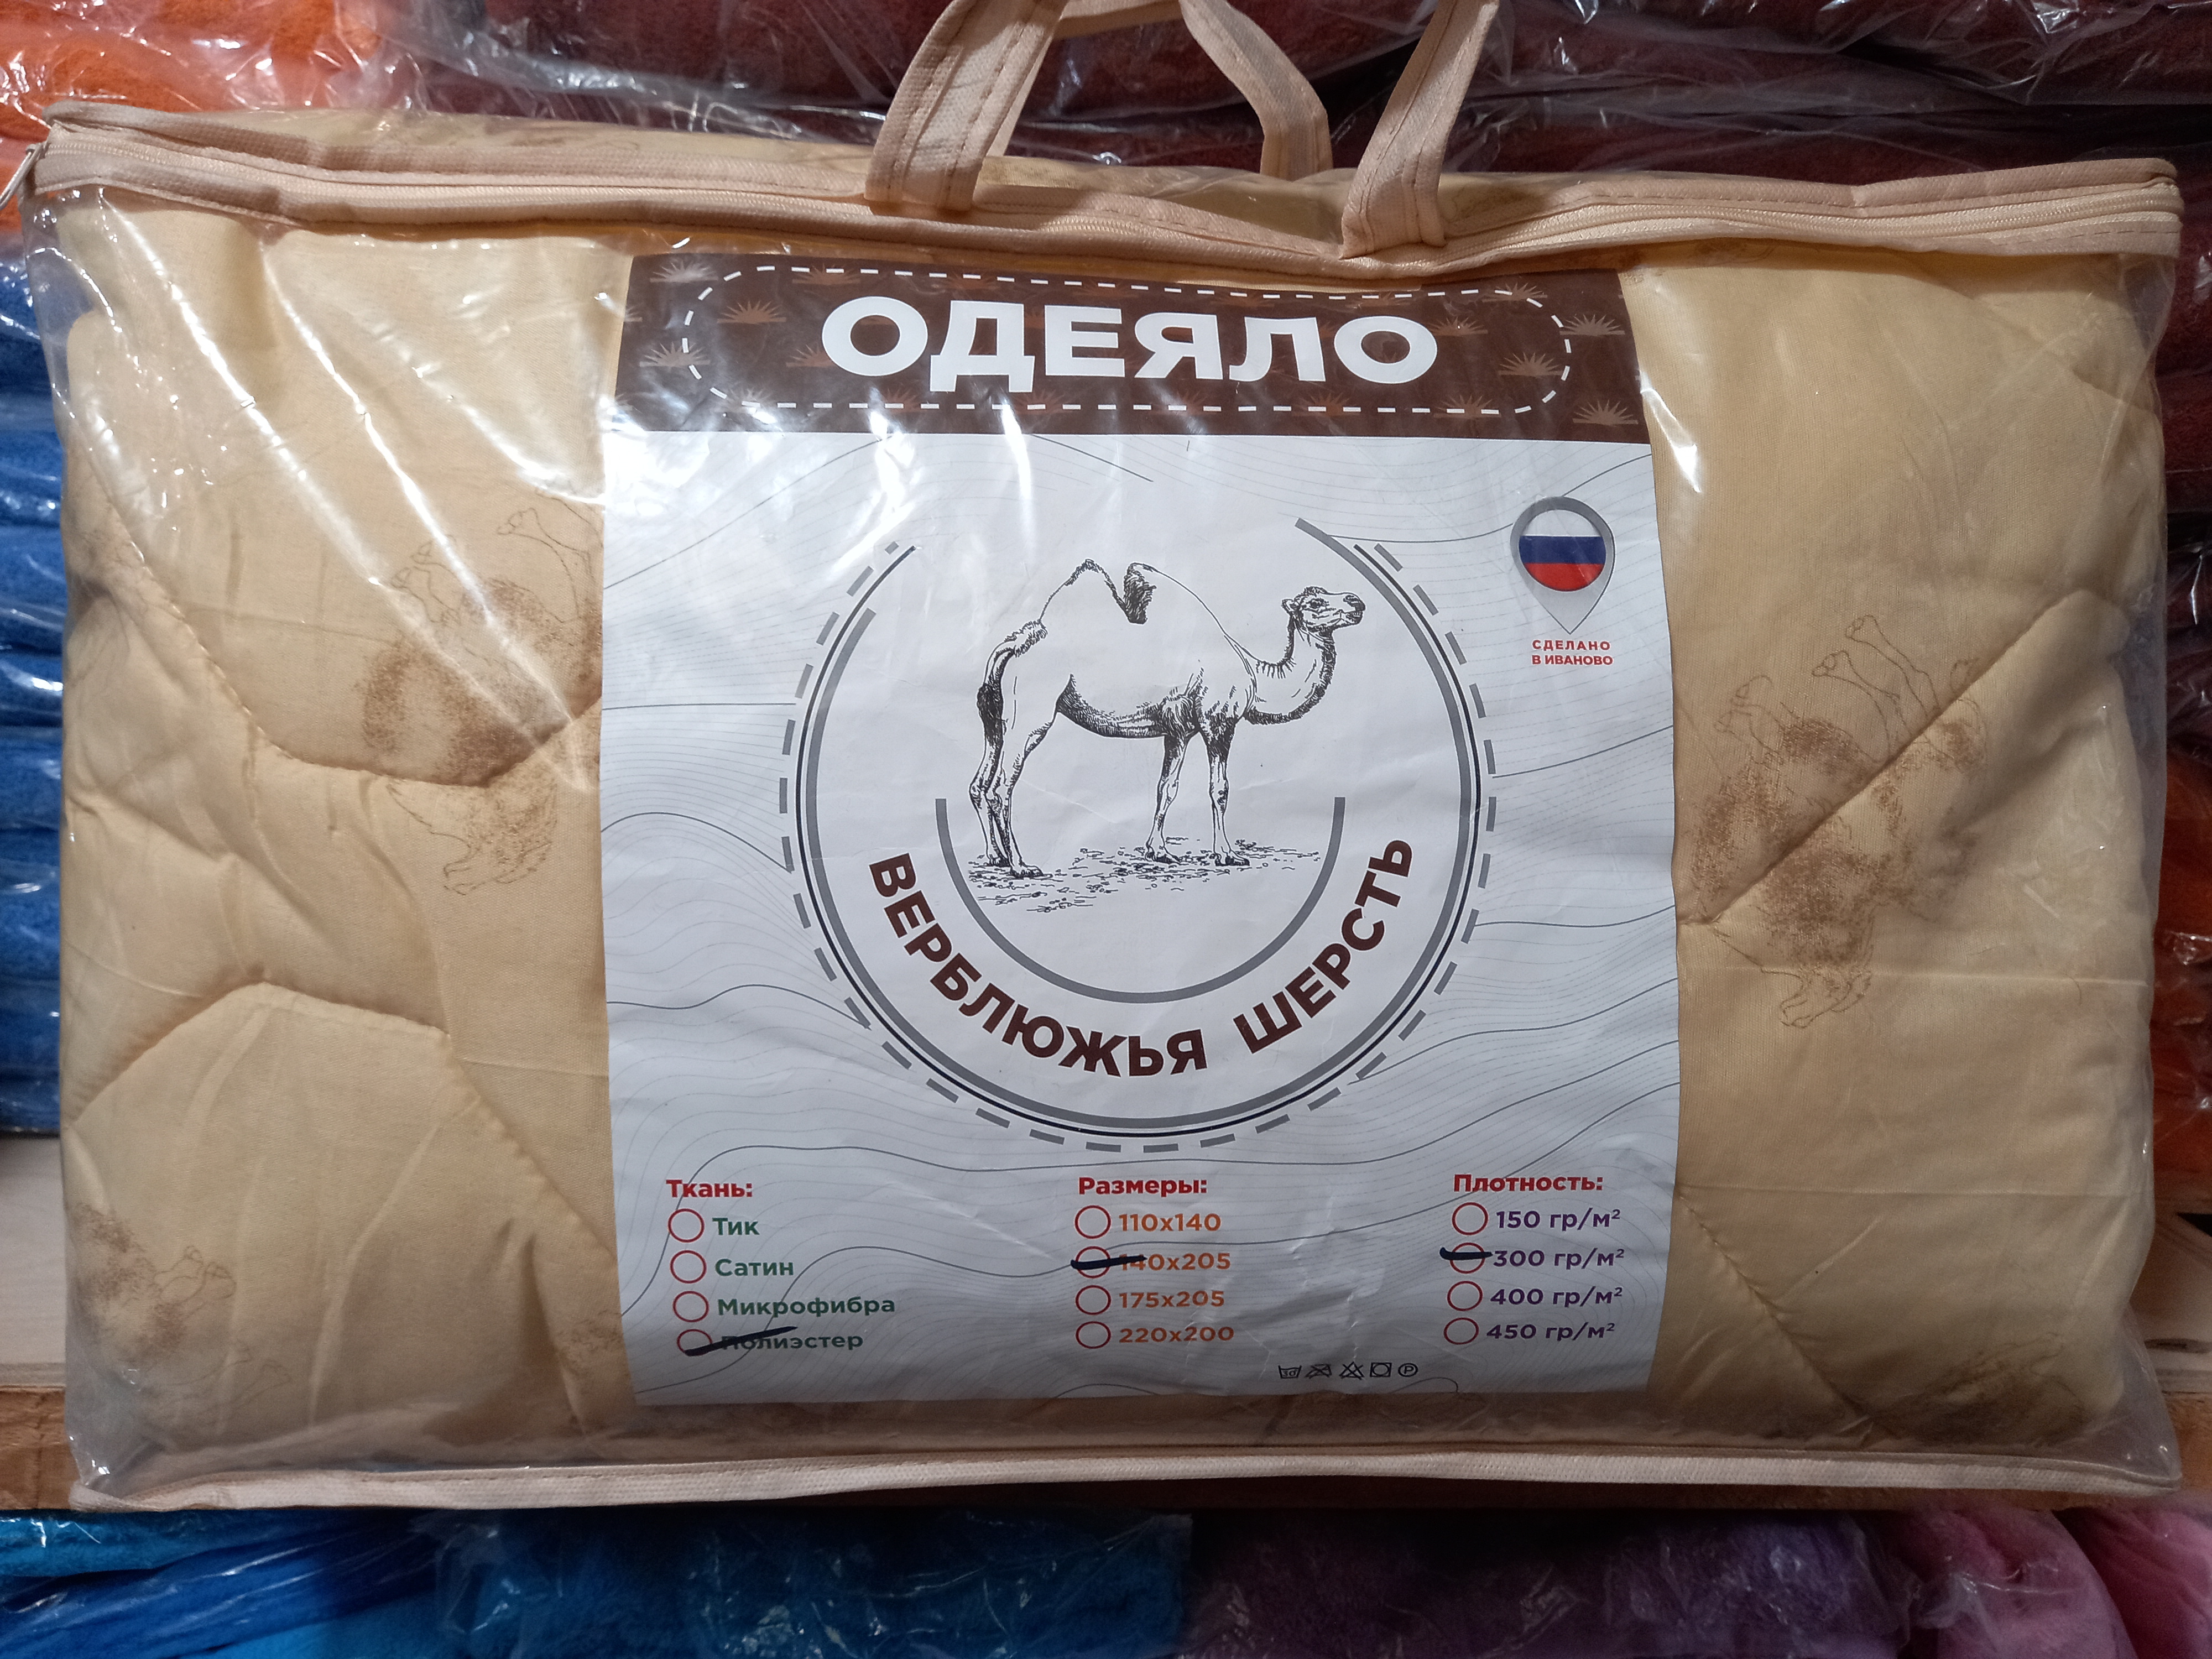 ОДЕЯЛО
СДЕЛАНО
В ИВАНОВО
ВЕРБЛЮЖЬЯ ШЕРСТЬ
Ткань:
Тик
Сатин
Микрофибра
Полиэстер
Размеры:
110x140
140x205
175x205
220x200
Плотность:
150 гр/м²
300 гр/м²
400 гр/м²
450 гр/м²
30
P